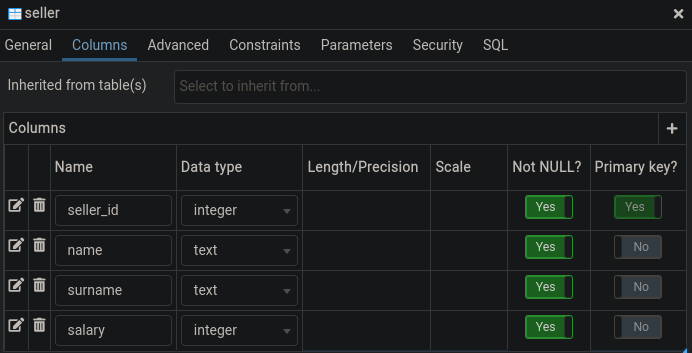 seller
General Columns Advanced Constraints Parameters Security SQL
Inherited from table(s) Select to inherit from...
Columns
Name Data type Length/Precision Scale Not NULL? Primary key?
seller_id integer Yes Yes
name text Yes No
surname text Yes No
salary integer Yes No